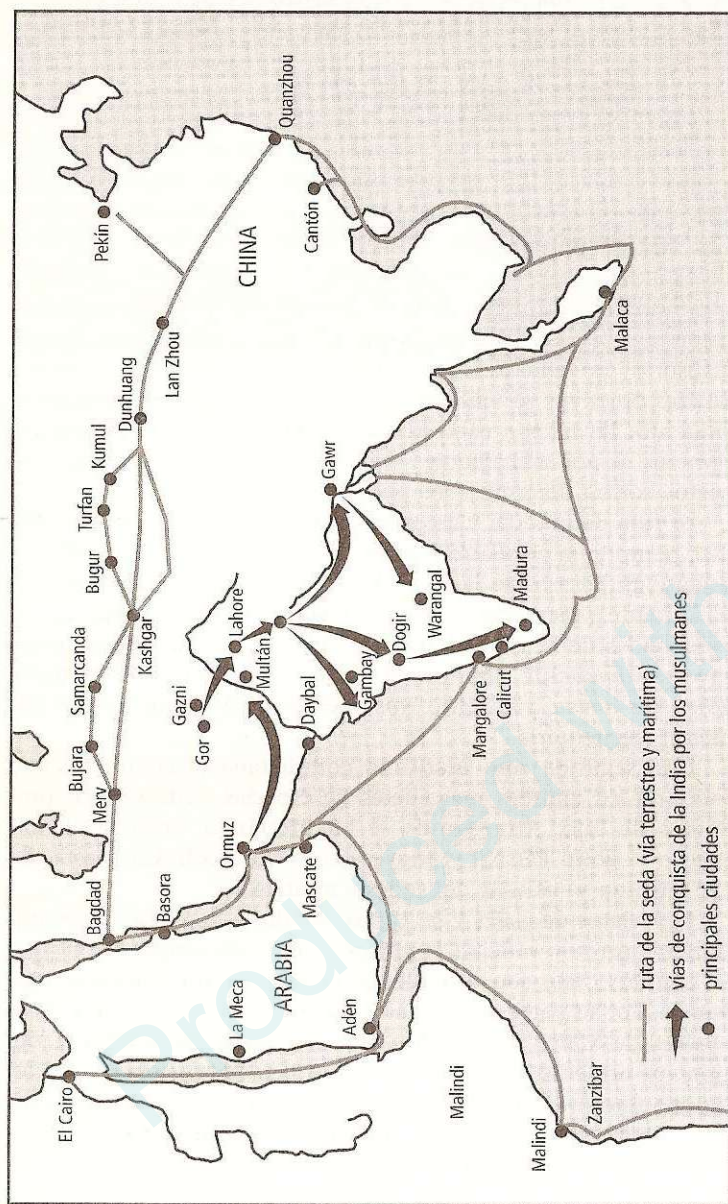 El Cairo
La Meca
ARABIA
Adén
Malindi
Malindi
Zanzíbar
Bagdad
Basora
Ormuz
Mascate
Merv
Bujara
Samarcanda
Kashgar
Bugur
Turfan
Kumul
Dunhuang
Lan Zhou
Pekín
CHINA
Quanzhou
Cantón
Malaca
Gazni
Gor
Lahore
Multán
Daybal
Gambay
Dogir
Gawr
Warangal
Mangalore
Calicut
Madura
ruta de la seda (vía terrestre y marítima)
vías de conquista de la India por los musulmanes
principales ciudades
Produced with